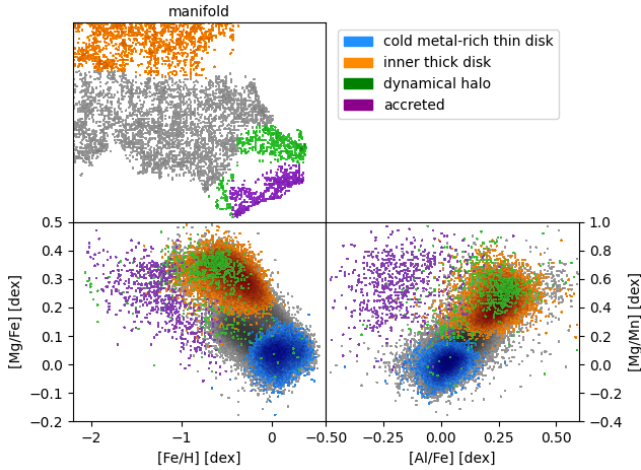 manifold
cold metal-rich thin disk
inner thick disk
dynamical halo
accreted
0.5
0.4
0.3
0.2
0.1
0.0
−0.1
−0.2
[Mg/Fe] [dex]
1.0
0.8
0.6
0.4
0.2
0.0
−0.2
−0.4
[Mg/Mn] [dex]
−2
−1
0
−0.50
−0.25
0.00
0.25
0.50
[Fe/H] [dex]
[Al/Fe] [dex]